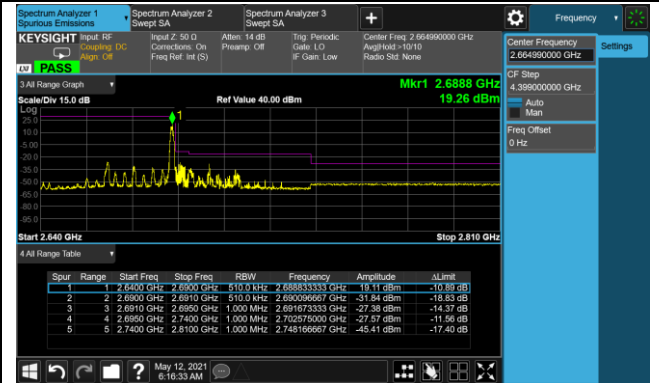 Spectrum Analyzer 1
Spurious Emissions
Spectrum Analyzer 2
Swept SA
Spectrum Analyzer 3
Swept SA
+
Frequency
KEYSIGHT
Input: RF
Coupling: DC
Align: Off
Input Z: 50 Ω
Corrections: On
Freq Ref: Int (S)
Atten: 14 dB
Preamp: Off
Trig: Periodic
Gate: LO
IF Gain: Low
Center Freq: 2.664990000 GHz
Avg|Hold:>10/10
Radio Std: None
LXI
PASS
Center Frequency
2.664990000 GHz
Settings
CF Step
4.399000000 GHz
Auto
Man
Freq Offset
0 Hz
3 All Range Graph
Mkr1 2.6888 GHz
19.26 dBm
Scale/Div 15.0 dB
Ref Value 40.00 dBm
Log
25.0
10.0
-5.00
-20.0
-35.0
-50.0
-65.0
-80.0
-95.0
1
Start 2.640 GHz
Stop 2.810 GHz
4 All Range Table
Spur Range Start Freq Stop Freq RBW Frequency Amplitude ΔLimit
1 1 2.6400 GHz 2.6900 GHz 510.0 kHz 2.688833333 GHz 19.11 dBm -10.89 dB
2 2 2.6900 GHz 2.6910 GHz 510.0 kHz 2.690096667 GHz -31.84 dBm -18.83 dB
3 3 2.6910 GHz 2.6950 GHz 1.000 MHz 2.691673333 GHz -27.38 dBm -14.37 dB
4 4 2.6950 GHz 2.7400 GHz 1.000 MHz 2.702575000 GHz -27.57 dBm -11.56 dB
5 5 2.7400 GHz 2.8100 GHz 1.000 MHz 2.748166667 GHz -45.41 dBm -17.40 dB
?
May 12, 2021
6:16:33 AM